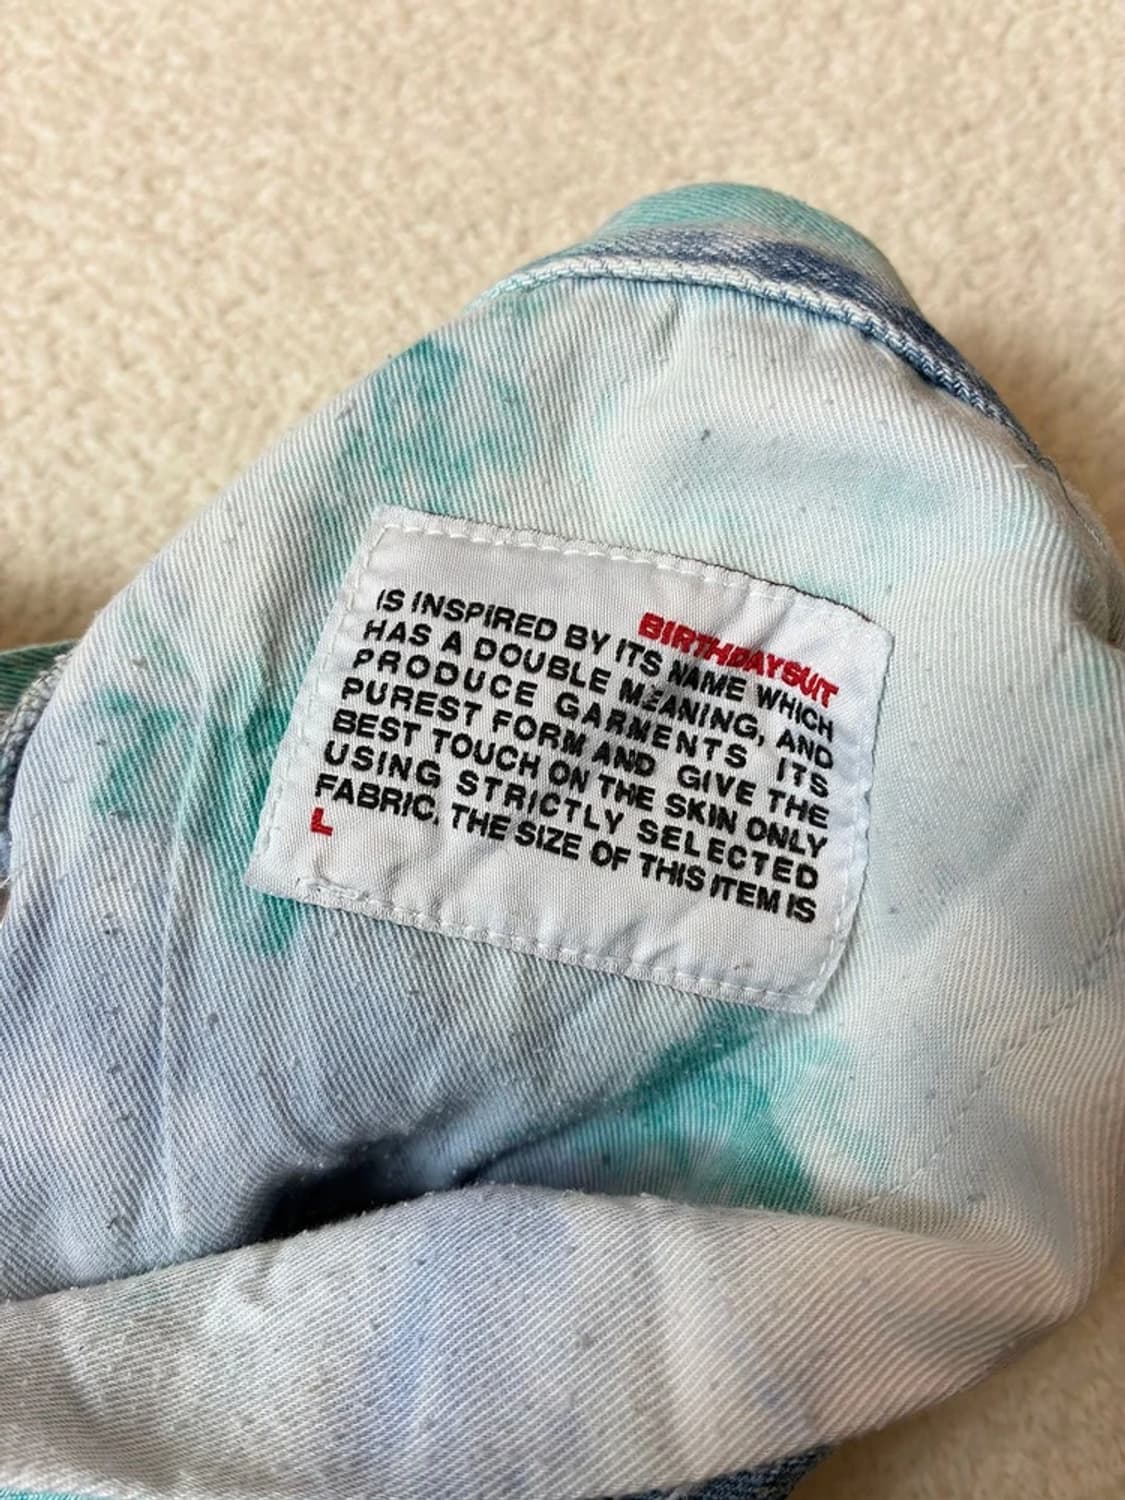 BIRTHDAYSUIT
IS INSPIRED BY ITS NAME WHICH
HAS A DOUBLE MEANING, AND
PRODUCE GARMENTS ITS
PUREST FORM AND GIVE THE
BEST TOUCH ON THE SKIN ONLY
USING STRICTLY SELECTED
FABRIC, THE SIZE OF THIS ITEM IS
L